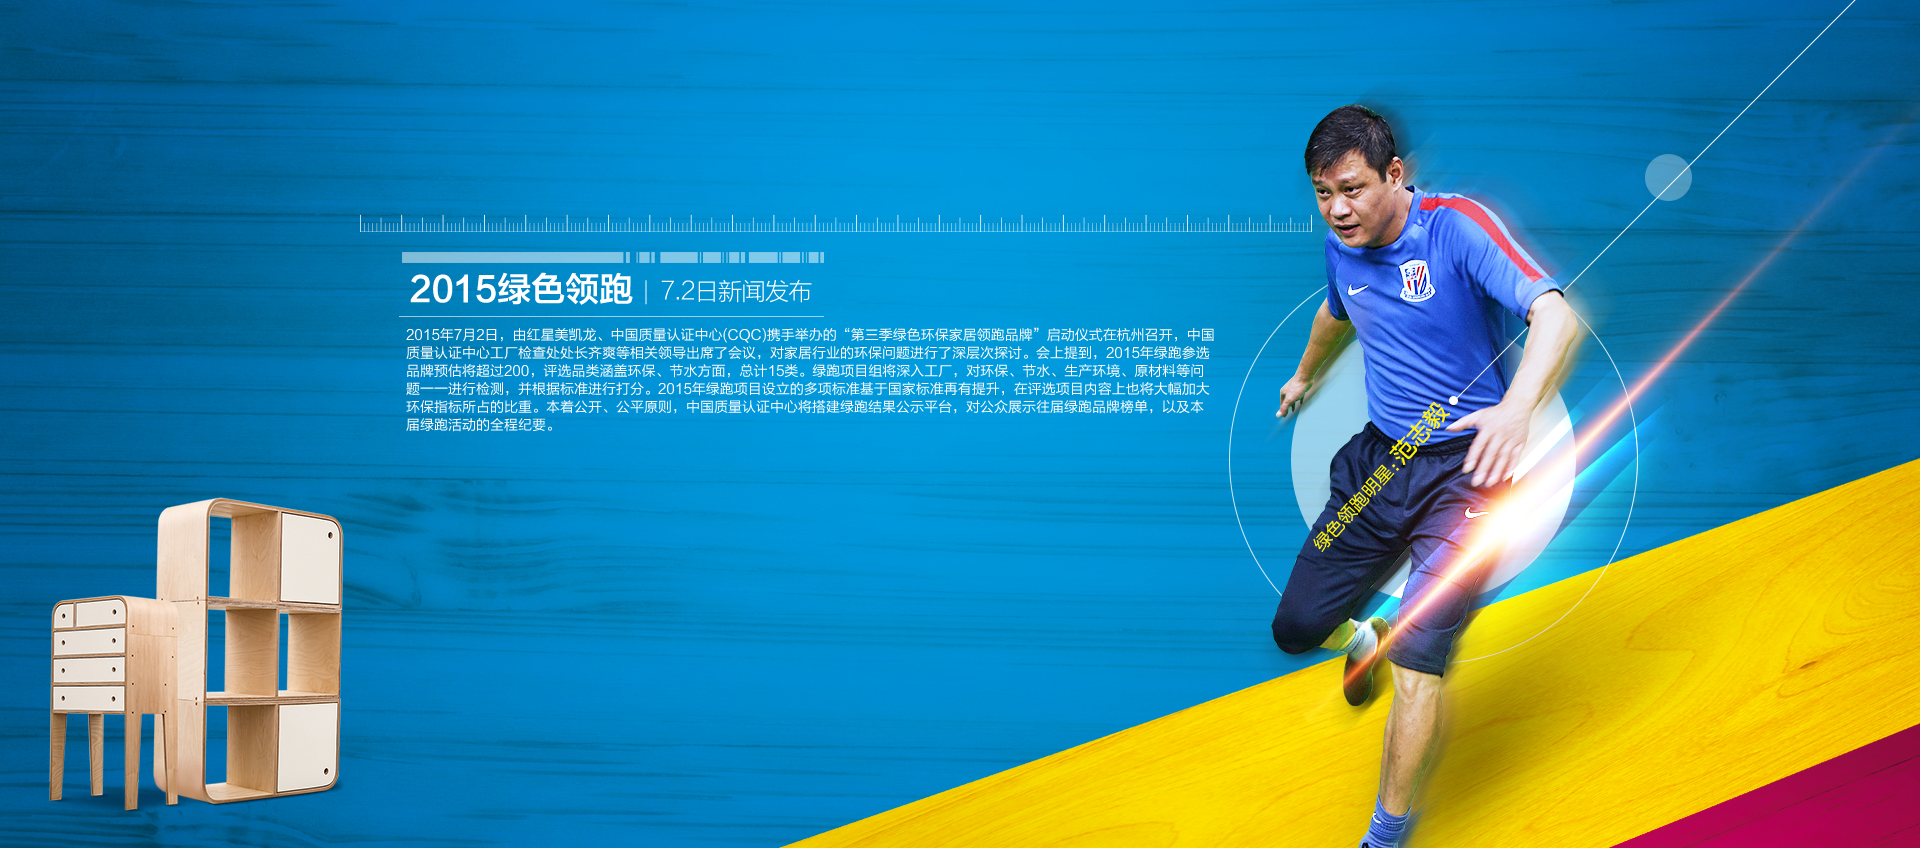 2015绿色领跑 | 7.2日新闻发布
2015年7月2日，由红星美凯龙、中国质量认证中心(CQC)携手举办的“第三季绿色环保家居领跑品牌”启动仪式在杭州召开，中国
质量认证中心工厂检查处处长齐爽等相关领导出席了会议，对家居行业的环保问题进行了深层次探讨。会上提到，2015年绿跑参选
品牌预估将超过200，评选品类涵盖环保、节水方面，总计15类。绿跑项目组将深入工厂，对环保、节水、生产环境、原材料等问
题一一进行检测，并根据标准进行打分。2015年绿跑项目设立的多项标准基于国家标准再有提升，在评选项目内容上也将大幅加大
环保指标所占的比重。本着公开、公平原则，中国质量认证中心将搭建绿跑结果公示平台，对公众展示往届绿跑品牌榜单，以及本
届绿跑活动的全程纪要。
绿色领跑明星：范志毅